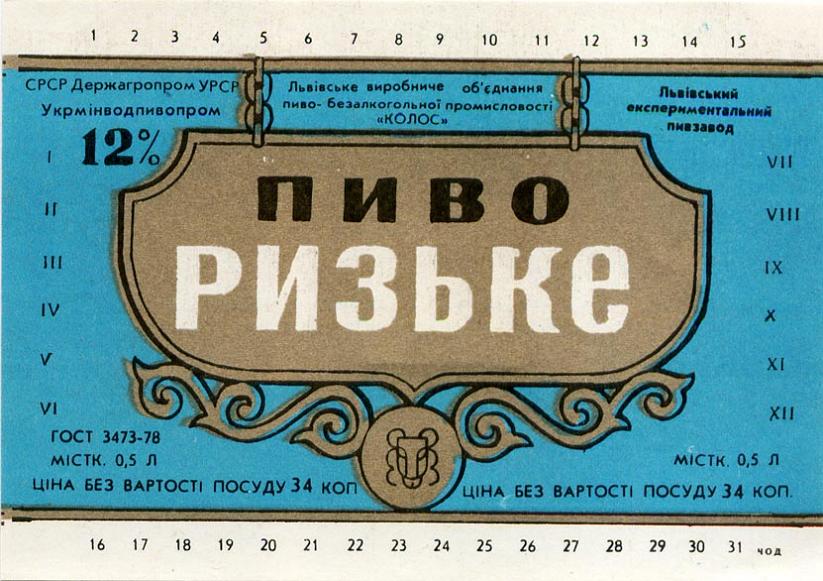 1 2 3 4 5 6 7 8 9 10 11 12 13 14 15
СРСР Держагропром УРСР
Укрмінводпивопром
12%
Львівське виробниче об'єднання
пиво-безалкогольної промисловості
«КОЛОС»
Львівський
експериментальний
пивзавод
I
II
III
IV
V
VI
ПИВО
РИЗЬКЕ
VII
VIII
IX
X
XI
XII
ГОСТ 3473-78
МІСТК. 0,5 Л
ЦІНА БЕЗ ВАРТОСТІ ПОСУДУ 34 КОП
МІСТК. 0,5 Л
ЦІНА БЕЗ ВАРТОСТІ ПОСУДУ 34 КОП.
16 17 18 19 20 21 22 23 24 25 26 27 28 29 30 31 чод